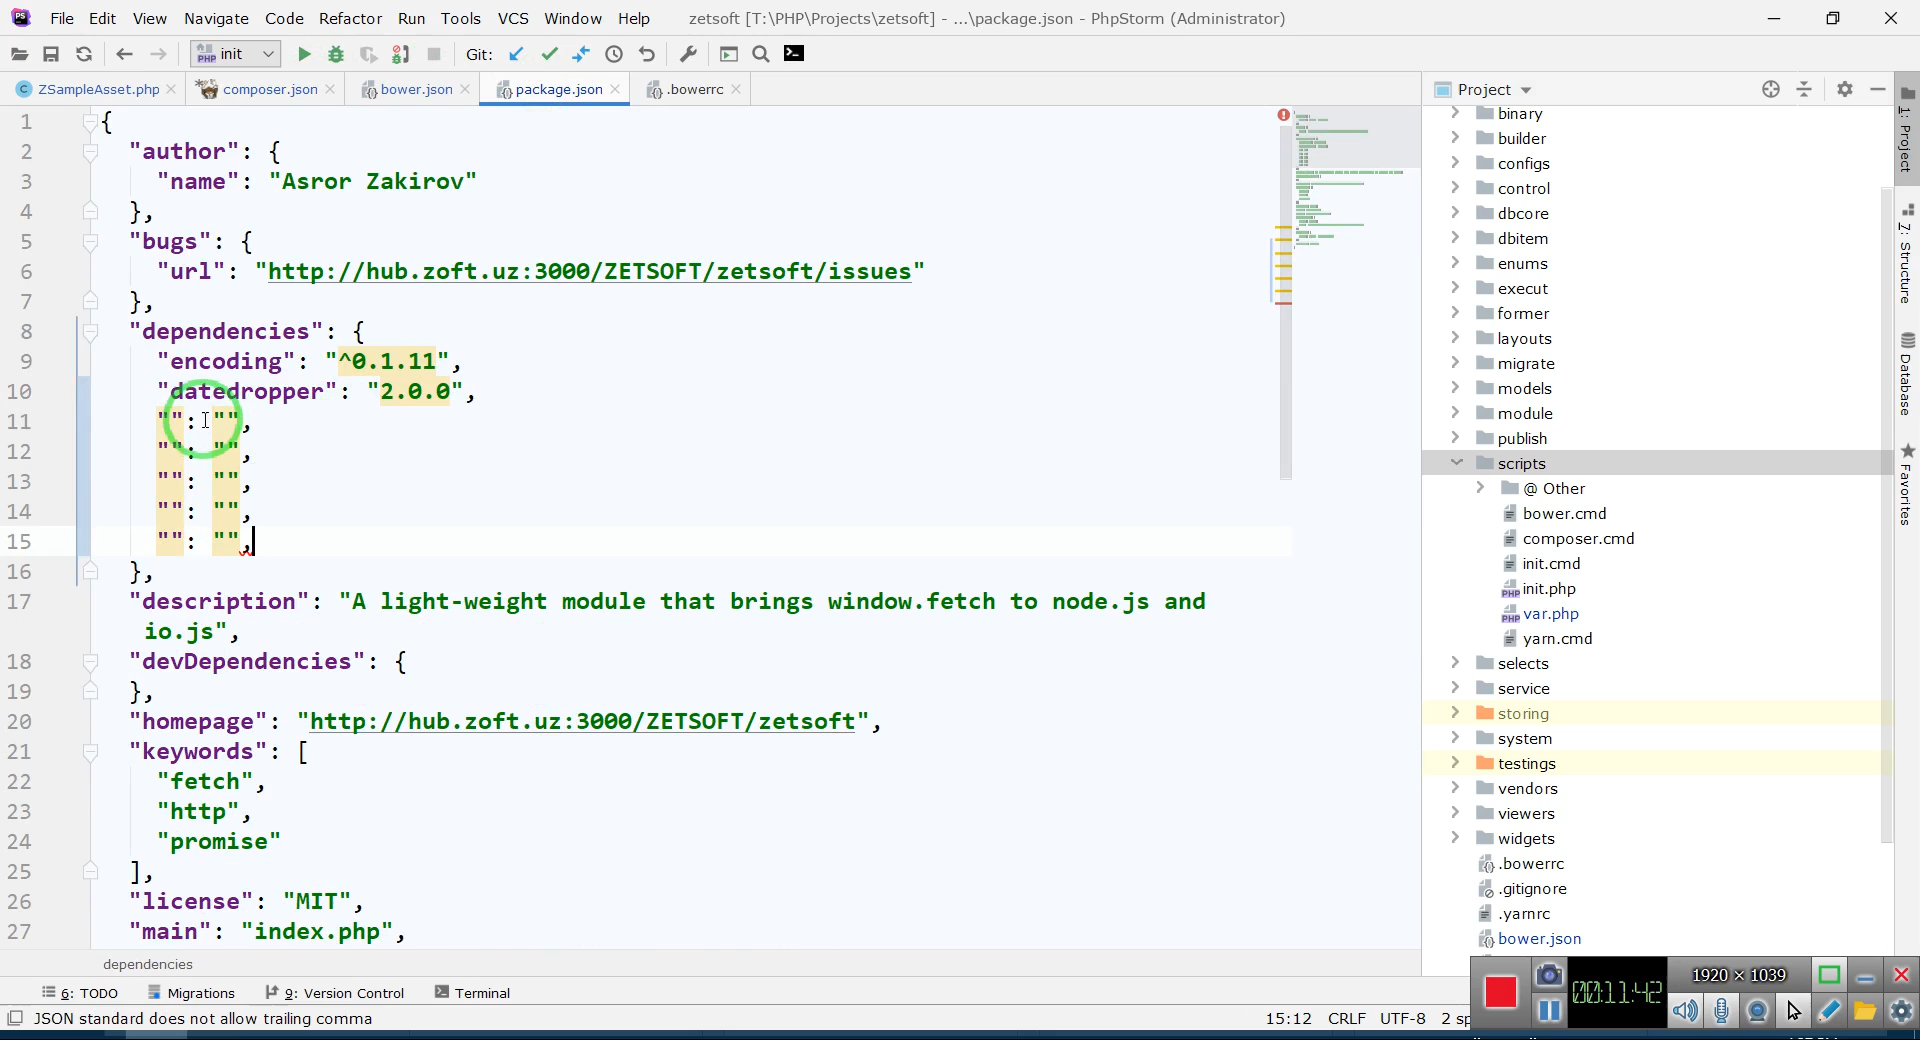 File Edit View Navigate Code Refactor Run Tools VCS Window Help zetsoft [T:\PHP\Projects\zetsoft] - ...\package.json - PhpStorm (Administrator)
init Git:
ZSampleAsset.php composer.json bower.json package.json .bowerrc
1 {
2 "author": {
3 "name": "Asror Zakirov"
4 },
5 "bugs": {
6 "url": "http://hub.zoft.uz:3000/ZETSOFT/zetsoft/issues"
7 },
8 "dependencies": {
9 "encoding": "^0.1.11",
10 "datedropper": "2.0.0",
11 "": "",
12 "": "",
13 "": "",
14 "": "",
15 "": "",
16 },
17 "description": "A light-weight module that brings window.fetch to node.js and
io.js",
18 "devDependencies": {
19 },
20 "homepage": "http://hub.zoft.uz:3000/ZETSOFT/zetsoft",
21 "keywords": [
22 "fetch",
23 "http",
24 "promise"
25 ],
26 "license": "MIT",
27 "main": "index.php",
dependencies
Project
binary
builder
configs
control
dbcore
dbitem
enums
execut
former
layouts
migrate
models
module
publish
scripts
@ Other
bower.cmd
composer.cmd
init.cmd
init.php
var.php
yarn.cmd
selects
service
storing
system
testings
vendors
viewers
widgets
.bowerrc
.gitignore
.yarnrc
bower.json
1: Project
7: Structure
Database
Favorites
6: TODO Migrations 9: Version Control Terminal
JSON standard does not allow trailing comma 15:12 CRLF UTF-8 2 sp
00:11:42 1920 × 1039